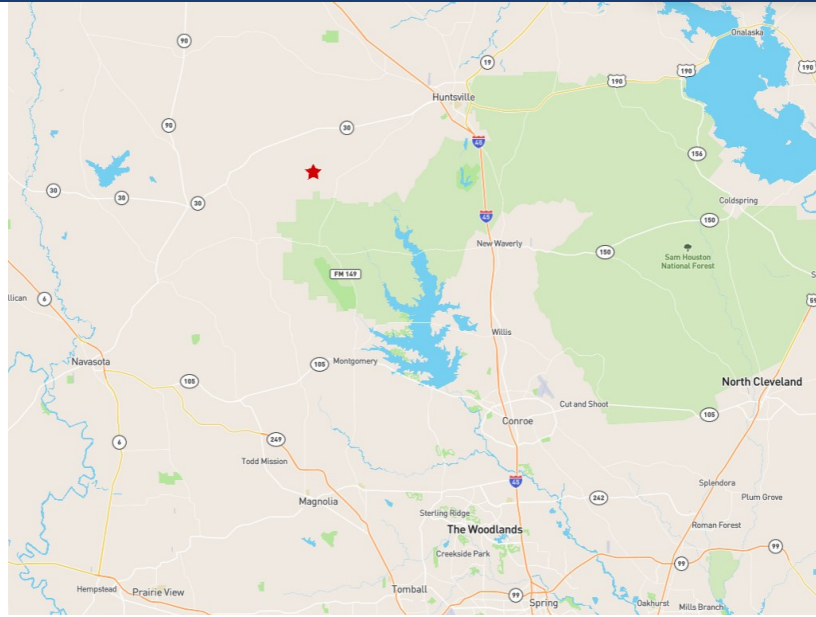 Onalaska
90
19
190
190
190
Huntsville
90
30
45
156
30
30
30
Coldspring
45
150
New Waverly
150
Sam Houston
National Forest
FM 149
S
llican
6
59
Willis
Navasota
105
Montgomery
105
North Cleveland
Cut and Shoot
105
Conroe
249
6
Todd Mission
45
Splendora
Plum Grove
242
Magnolia
Sterling Ridge
The Woodlands
Roman Forest
99
Creekside Park
99
Hempstead
Prairie View
Tomball
99
Spring
Oakhurst
Mills Branch